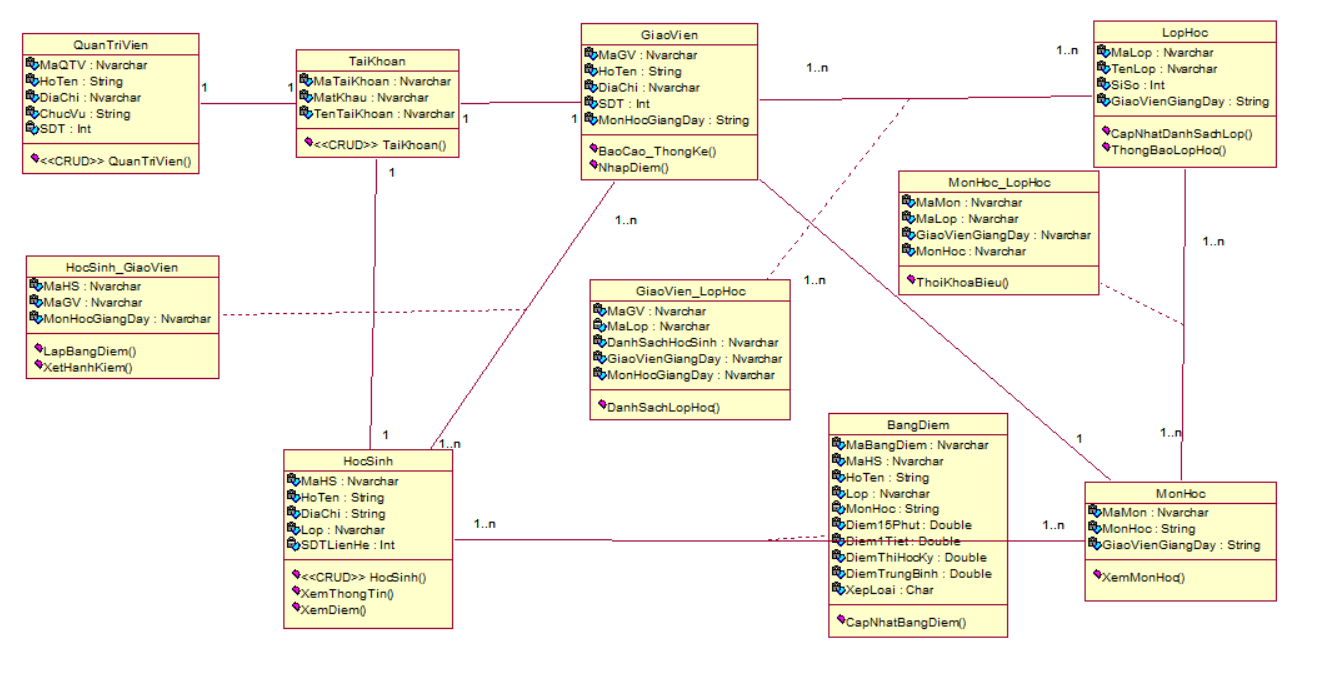 QuanTriVien
MaQTV : Nvarchar
HoTen : String
DiaChi : Nvarchar
ChucVu : String
SDT : Int
<<CRUD>> QuanTriVien()
1
1
TaiKhoan
MaTaiKhoan : Nvarchar
MatKhau : Nvarchar
TenTaiKhoan : Nvarchar
<<CRUD>> TaiKhoan()
1
1
1
GiaoVien
MaGV : Nvarchar
HoTen : String
DiaChi : Nvarchar
SDT : Int
MonHocGiangDay : String
BaoCao_ThongKe()
NhapDiem()
1..n
1..n
LopHoc
MaLop : Nvarchar
TenLop : Nvarchar
SiSo : Int
GiaoVienGiangDay : String
CapNhatDanhSachLop()
ThongBaoLopHoc()
MonHoc_LopHoc
MaMon : Nvarchar
MaLop : Nvarchar
GiaoVienGiangDay : Nvarchar
MonHoc : Nvarchar
ThoiKhoaBieu()
1..n
1..n
1..n
HocSinh_GiaoVien
MaHS : Nvarchar
MaGV : Nvarchar
MonHocGiangDay : Nvarchar
LapBangDiem()
XetHanhKiem()
GiaoVien_LopHoc
MaGV : Nvarchar
MaLop : Nvarchar
DanhSachHocSinh : Nvarchar
GiaoVienGiangDay : Nvarchar
MonHocGiangDay : Nvarchar
DanhSachLopHoc()
1
1..n
1
1..n
HocSinh
MaHS : Nvarchar
HoTen : String
DiaChi : String
Lop : Nvarchar
SDTLienHe : Int
<<CRUD>> HocSinh()
XemThongTin()
XemDiem()
1..n
BangDiem
MaBangDiem : Nvarchar
MaHS : Nvarchar
HoTen : String
Lop : Nvarchar
MonHoc : String
Diem15Phut : Double
Diem1Tiet : Double
DiemThiHocKy : Double
DiemTrungBinh : Double
XepLoai : Char
CapNhatBangDiem()
1..n
MonHoc
MaMon : Nvarchar
MonHoc : String
GiaoVienGiangDay : String
XemMonHoc()